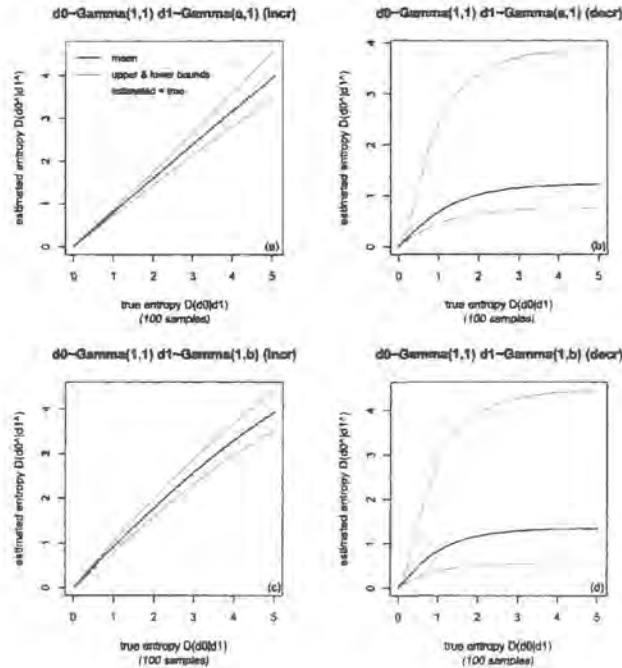 d0~Gamma(1,1) d1~Gamma(a,1) (incr)
mean
upper & lower bounds
estimated = true
estimated entropy D(d0^|d1^)
0 1 2 3 4
(a)
0 1 2 3 4 5
true entropy D(d0|d1)
(100 samples)
d0~Gamma(1,1) d1~Gamma(a,1) (decr)
estimated entropy D(d0^|d1^)
0 1 2 3 4
(b)
0 1 2 3 4 5
true entropy D(d0|d1)
(100 samples)
d0~Gamma(1,1) d1~Gamma(1,b) (incr)
estimated entropy D(d0^|d1^)
0 1 2 3 4
(c)
0 1 2 3 4 5
true entropy D(d0|d1)
(100 samples)
d0~Gamma(1,1) d1~Gamma(1,b) (decr)
estimated entropy D(d0^|d1^)
0 1 2 3 4
(d)
0 1 2 3 4 5
true entropy D(d0|d1)
(100 samples)